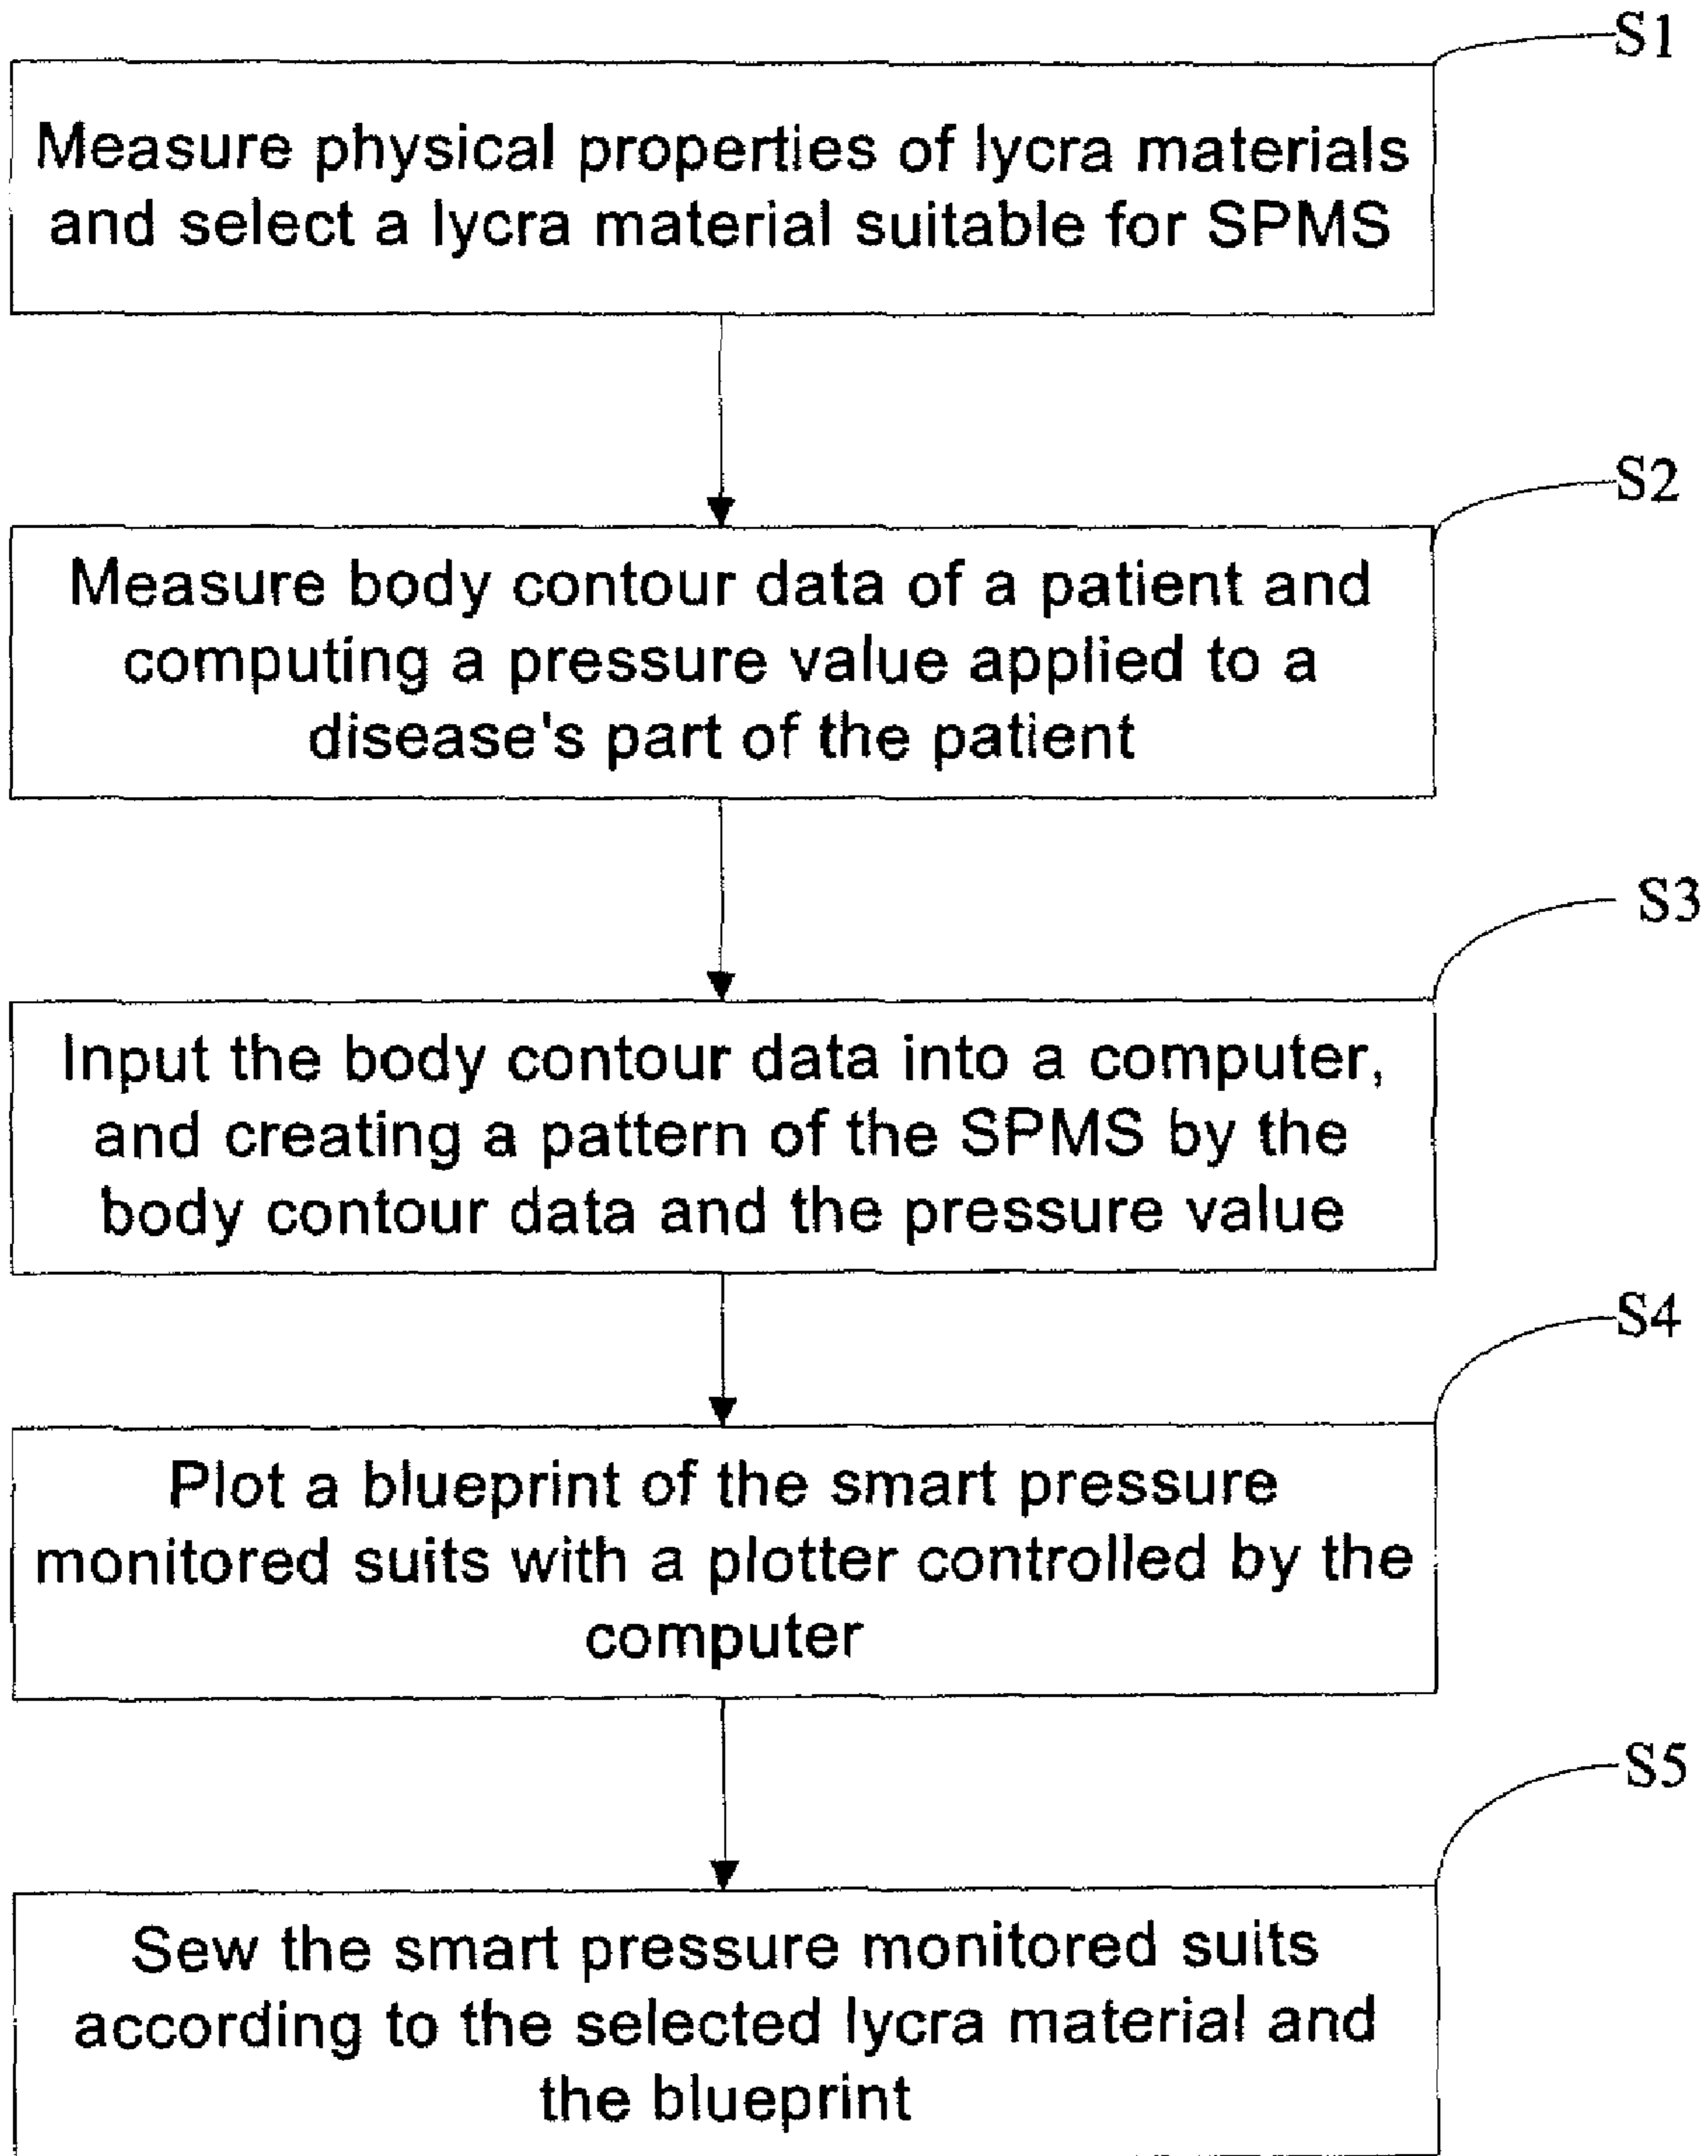 S1
Measure physical properties of lycra materials
and select a lycra material suitable for SPMS
S2
Measure body contour data of a patient and
computing a pressure value applied to a
disease's part of the patient
S3
Input the body contour data into a computer,
and creating a pattern of the SPMS by the
body contour data and the pressure value
S4
Plot a blueprint of the smart pressure
monitored suits with a plotter controlled by the
computer
S5
Sew the smart pressure monitored suits
according to the selected lycra material and
the blueprint